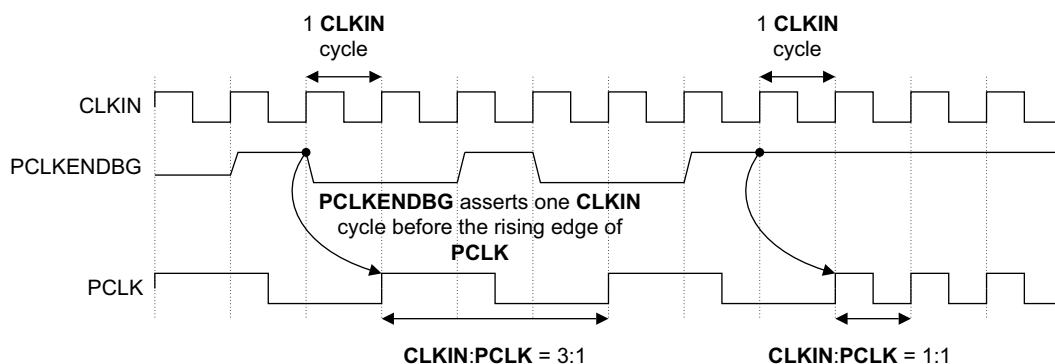 1 CLKIN
cycle
1 CLKIN
cycle
CLKIN
PCLKENDBG
PCLKENDBG asserts one CLKIN
cycle before the rising edge of
PCLK
PCLK
CLKIN:PCLK = 3:1
CLKIN:PCLK = 1:1